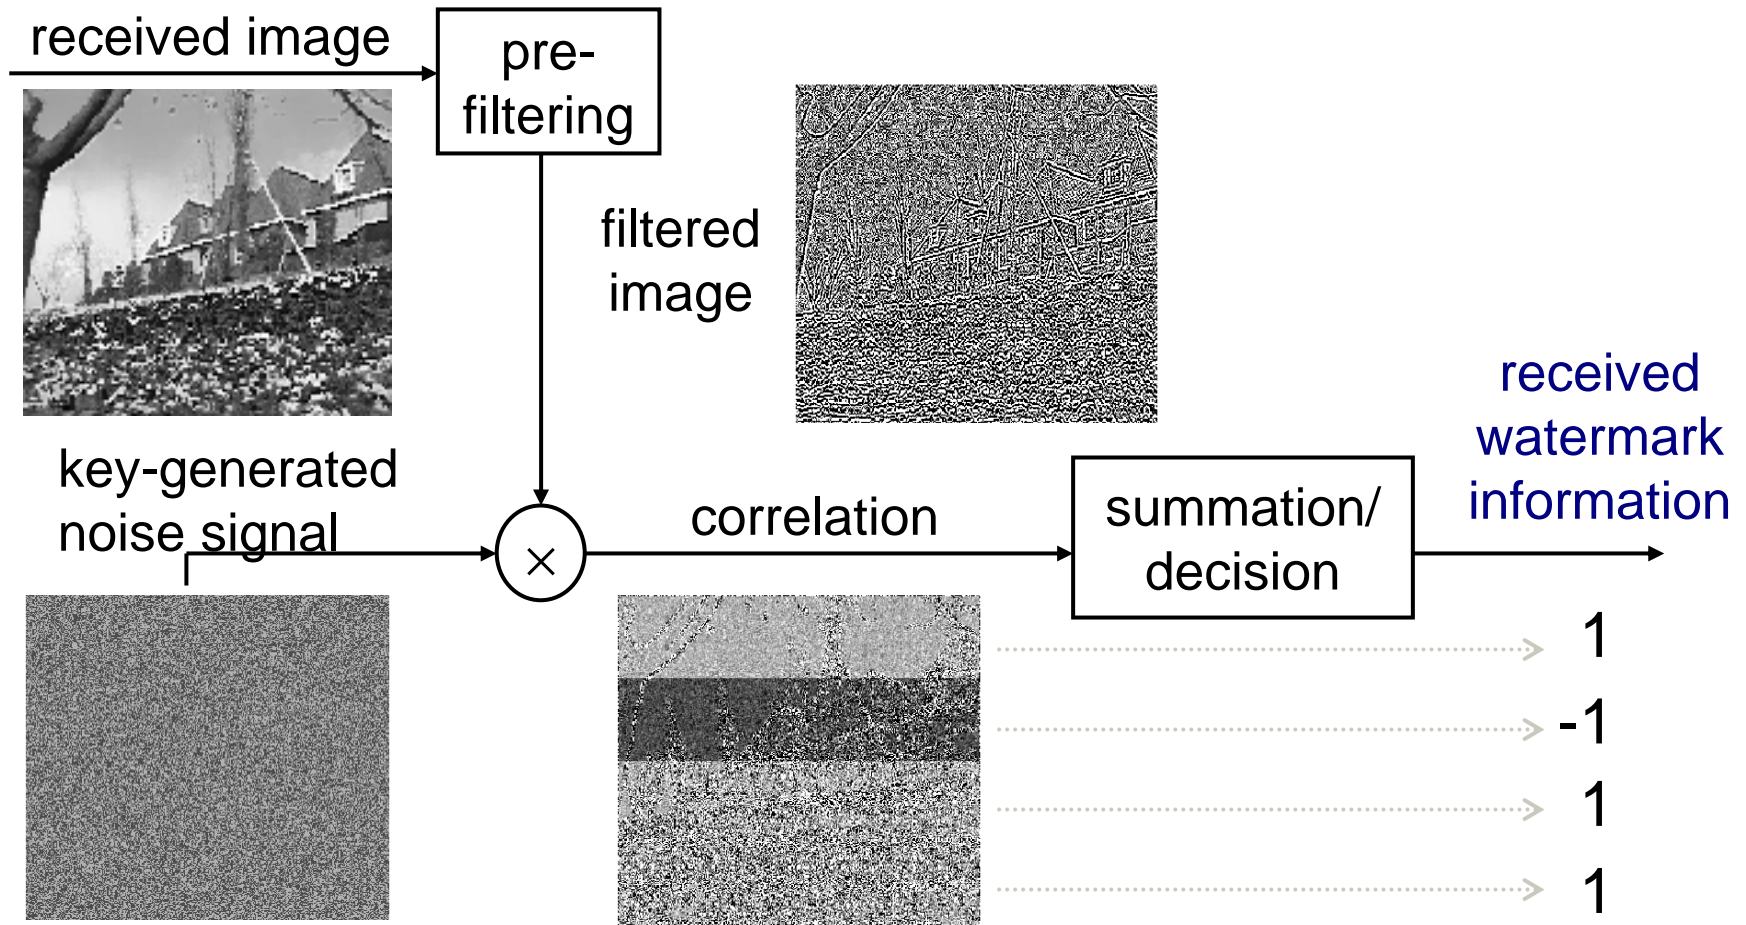 received image
pre-
filtering
filtered
image
received
watermark
information
key-generated
noise signal
×
correlation
summation/
decision
1
-1
1
1